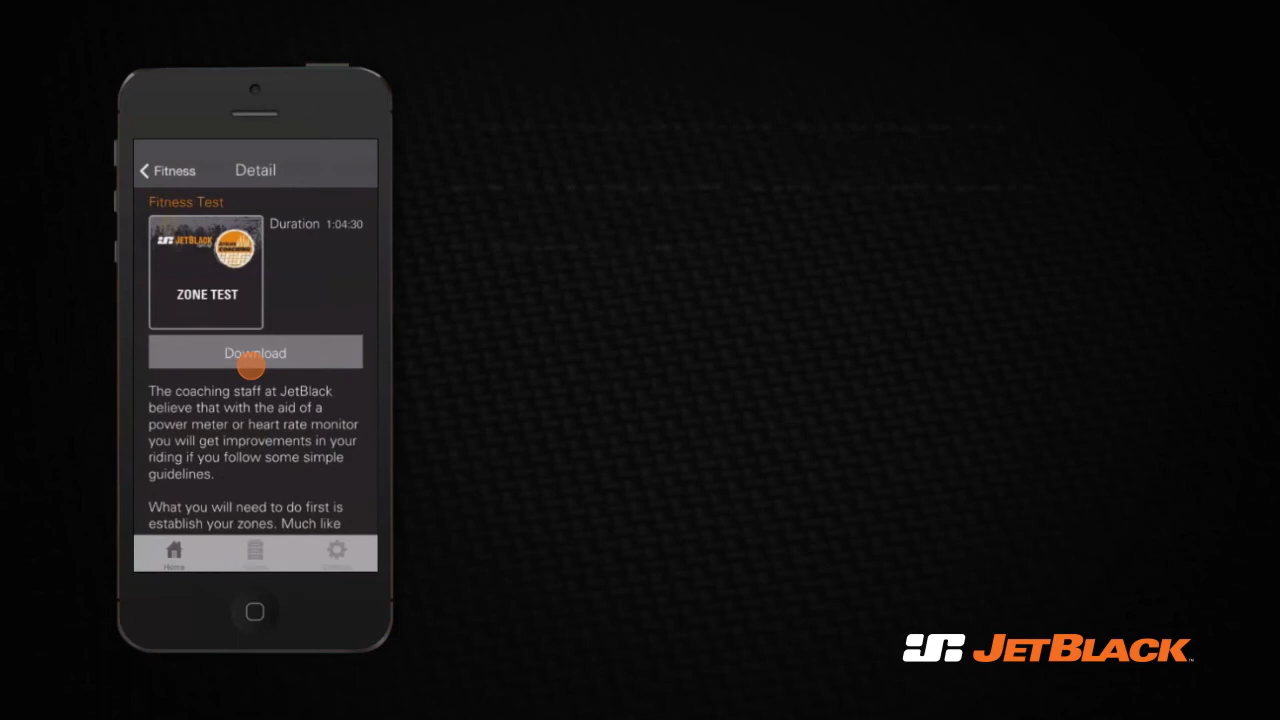 Fitness
Detail
Fitness Test
Duration 1:04:30
JETBLACK
COACHING
ZONE TEST
Download
The coaching staff at JetBlack
believe that with the aid of a
power meter or heart rate monitor
you will get improvements in your
riding if you follow some simple
guidelines.
What you will need to do first is
establish your zones. Much like
Home
JETBLACK